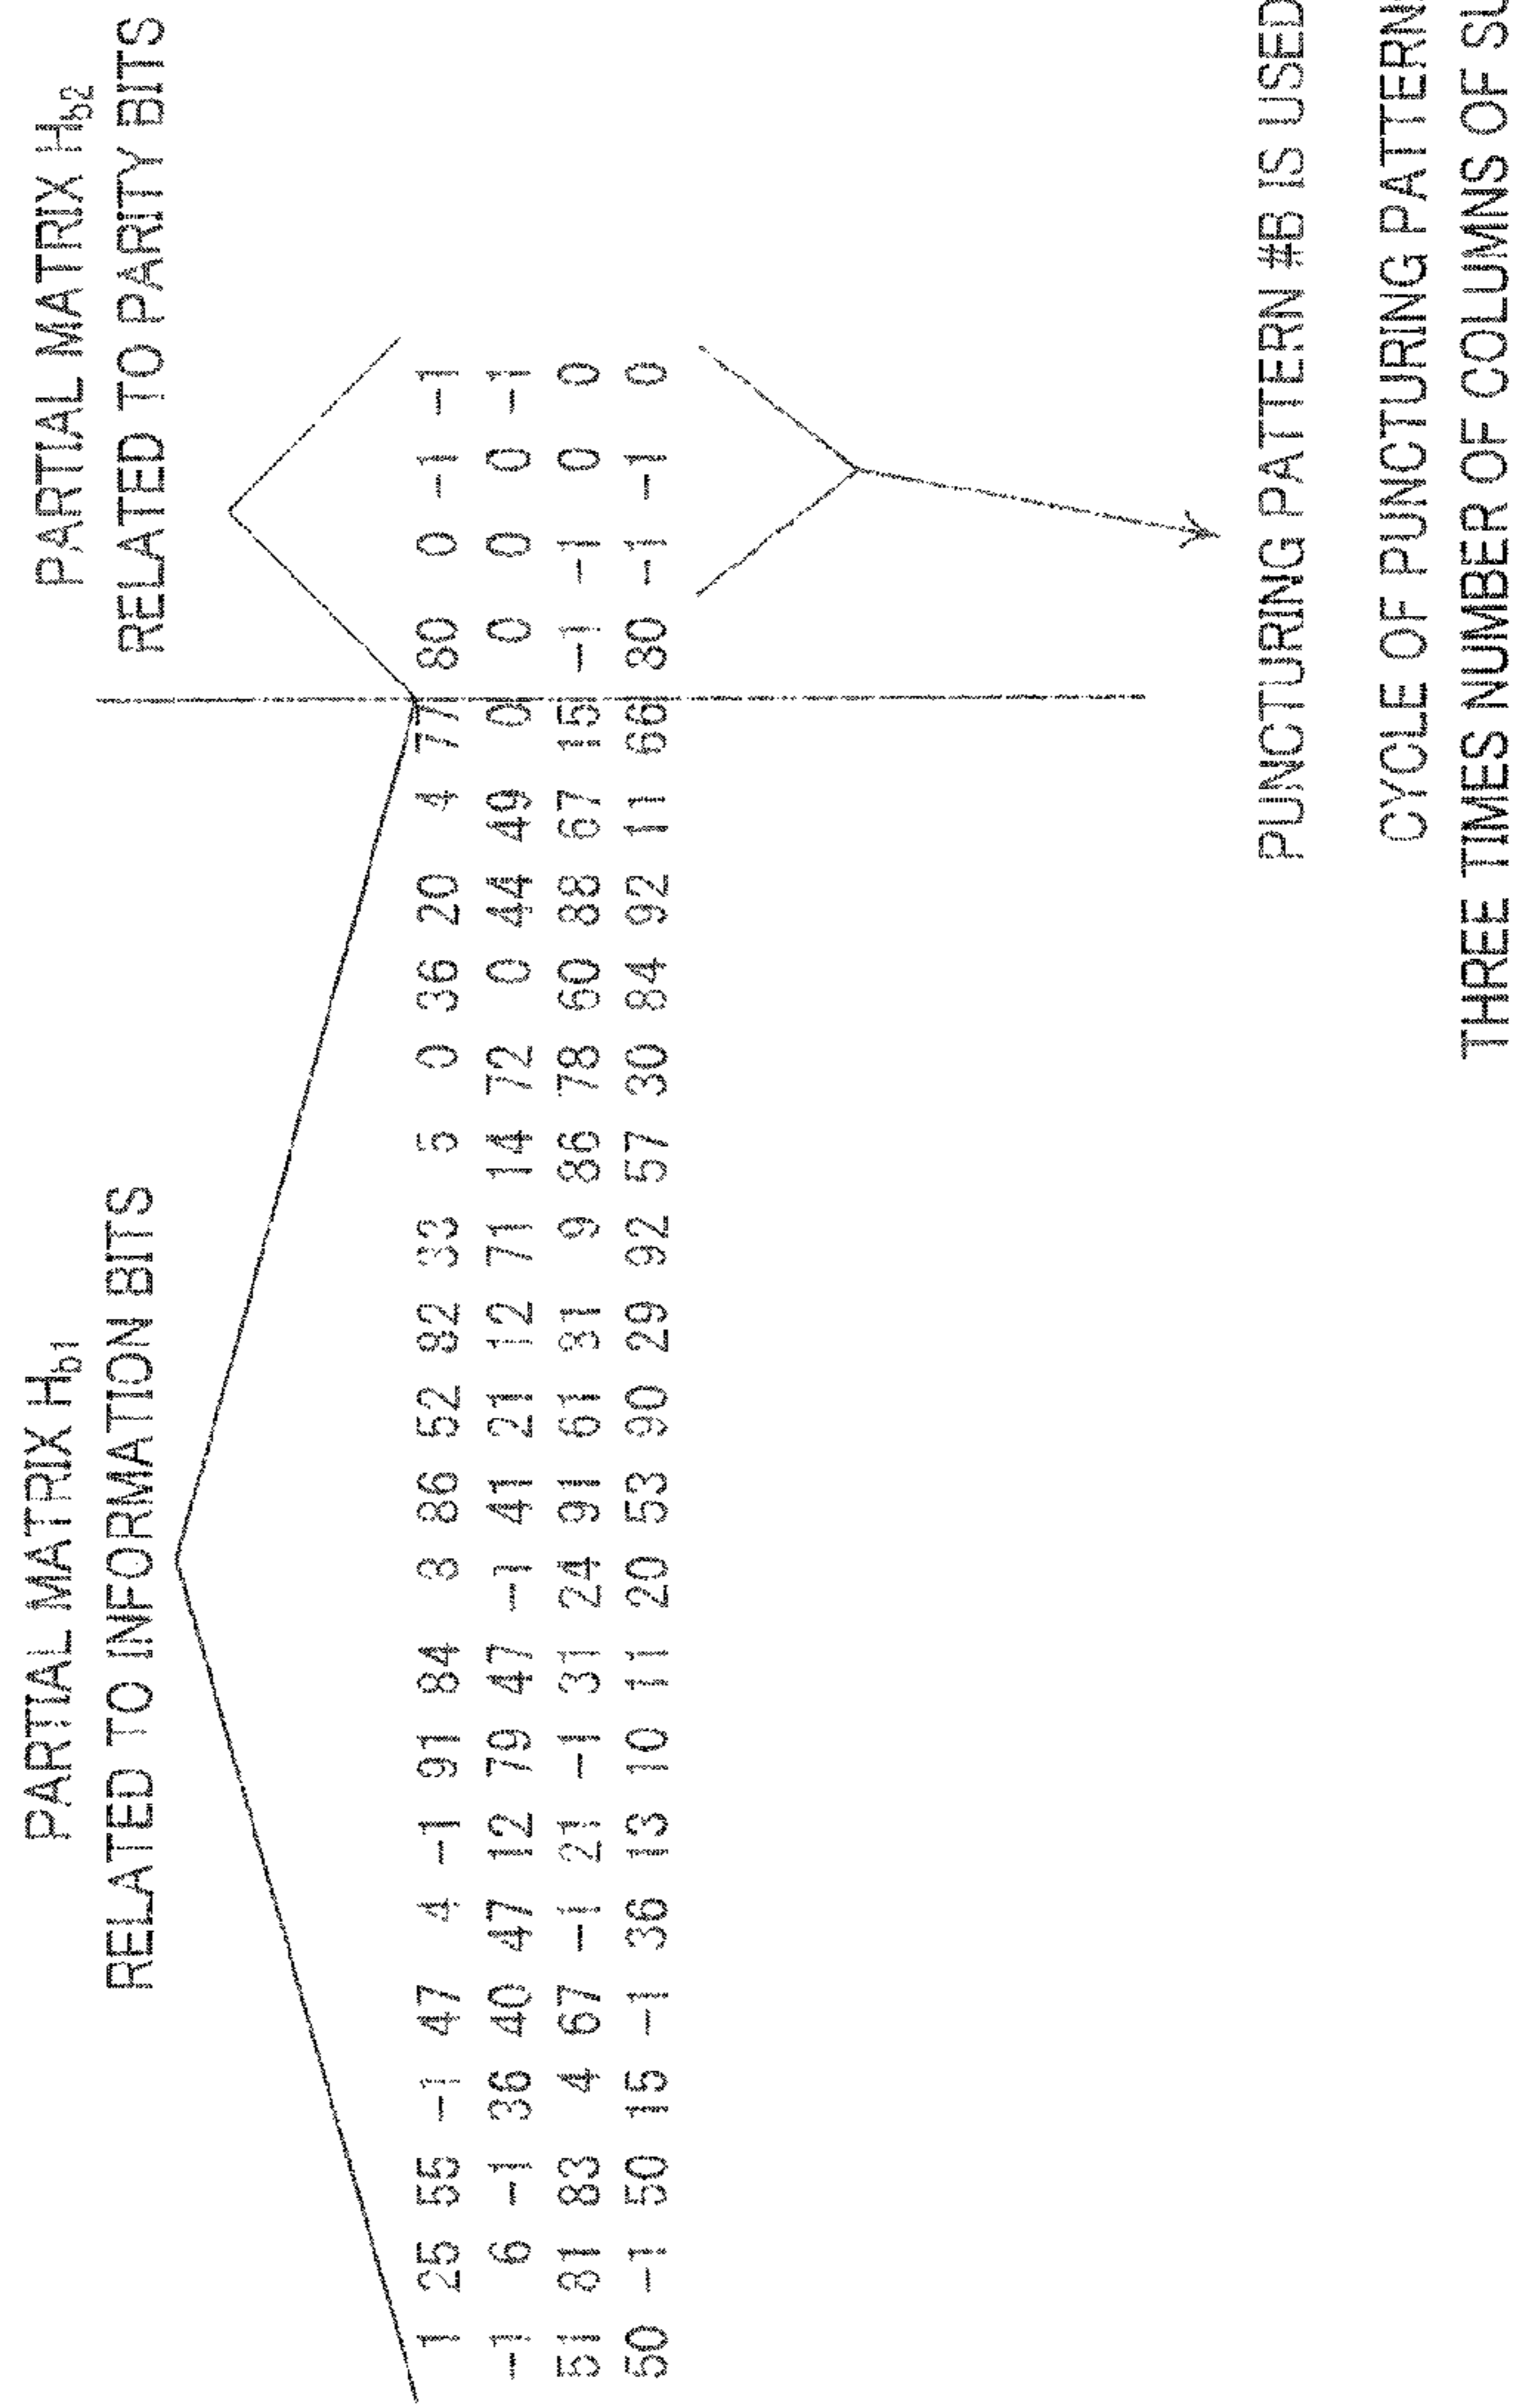 PARTIAL MATRIX Hb1
RELATED TO INFORMATION BITS
PARTIAL MATRIX Hb2
RELATED TO PARITY BITS
1 25 55 −1 47 4 −1 91 84 3 86 52 82 33 5 0 36 20 4 77 80 0 −1 −1
−1 6 −1 36 40 47 12 79 47 −1 41 21 12 71 14 72 0 44 49 0 0 0 0 −1
51 81 83 4 67 −1 21 −1 31 24 91 61 81 9 86 78 60 88 67 15 −1 −1 0 0
50 −1 50 15 −1 36 13 10 11 20 53 90 29 92 57 30 84 92 11 66 80 −1 −1 0
PUNCTURING PATTERN #B IS USED
CYCLE OF PUNCTURING PATTERN
THREE TIMES NUMBER OF COLUMNS OF